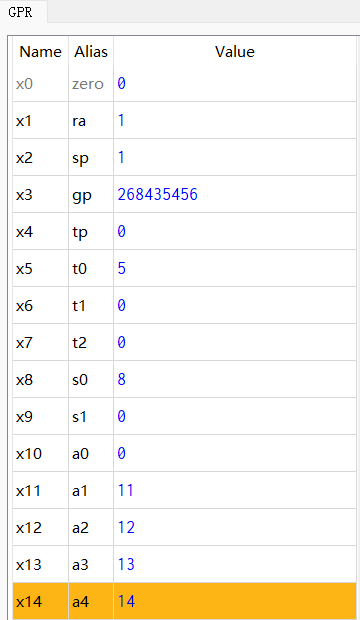 GPR
Name Alias Value
x0 zero 0
x1 ra 1
x2 sp 1
x3 gp 268435456
x4 tp 0
x5 t0 5
x6 t1 0
x7 t2 0
x8 s0 8
x9 s1 0
x10 a0 0
x11 a1 11
x12 a2 12
x13 a3 13
x14 a4 14